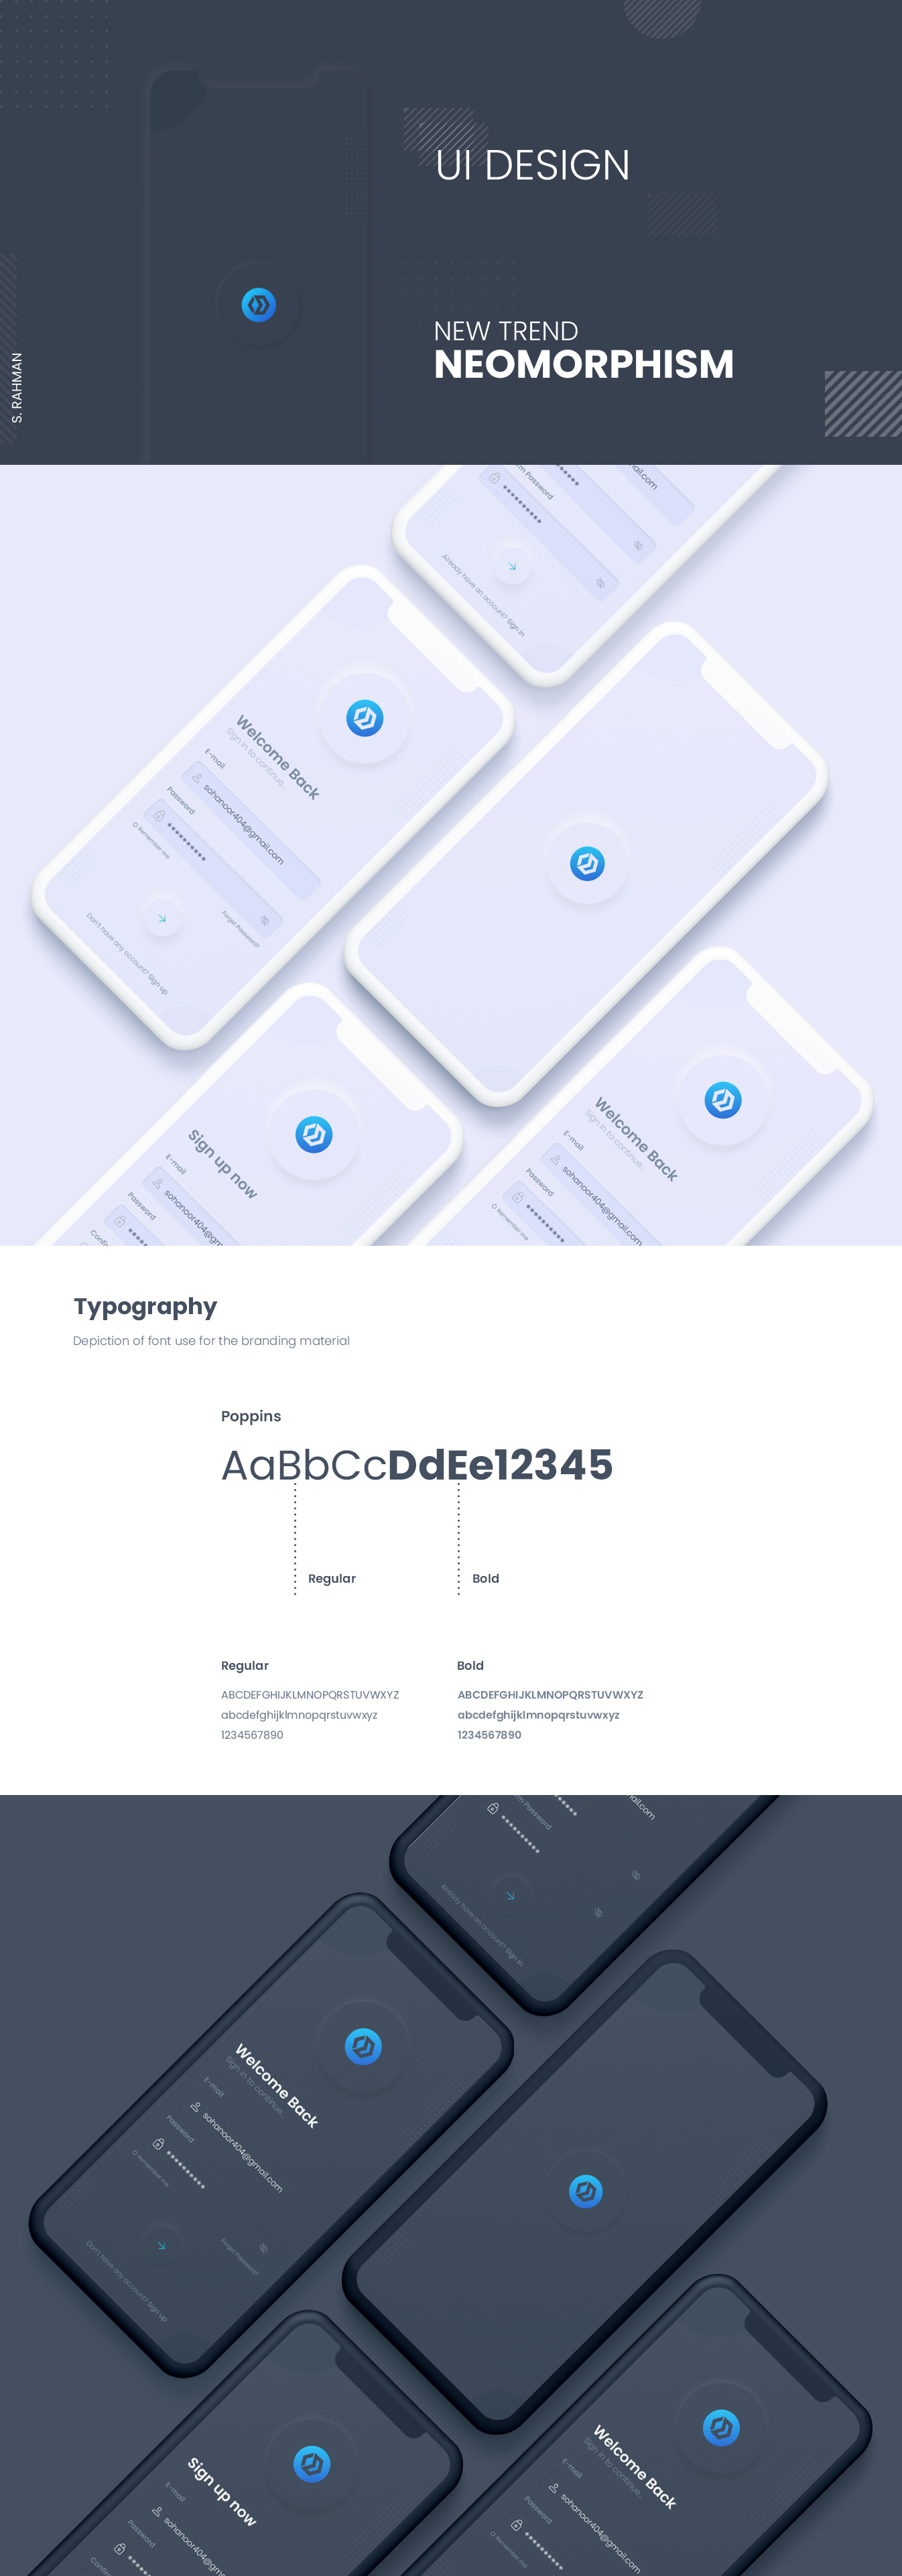 UI DESIGN
NEW TREND
NEOMORPHISM
S. RAHMAN
Password
**********
Already have an account? Sign in
Welcome Back
Sign in to continue..
E-mail
sohanoor404@gmail.com
Password
**********
Remember me
Forget Password?
Don't have any account? Sign up
Sign up now
E-mail
sohanoor404@gm
Password
Confir
Welcome Back
Sign in to continue..
E-mail
sohanoor404@gmail.com
Password
**********
Remember me
Typography
Depiction of font use for the branding material
Poppins
AaBbCcDdEe12345
Regular
Bold
Regular
ABCDEFGHIJKLMNOPQRSTUVWXYZ
abcdefghijklmnopqrstuvwxyz
1234567890
Bold
ABCDEFGHIJKLMNOPQRSTUVWXYZ
abcdefghijklmnopqrstuvwxyz
1234567890
Password
**********
Already have an account? Sign in
Welcome Back
Sign in to continue..
E-mail
sohanoor404@gmail.com
Password
**********
Remember me
Forget Password?
Don't have any account? Sign up
Sign up now
E-mail
sohanoor404@gm
Password
Confirm
Welcome Back
Sign in to continue..
E-mail
sohanoor404@gmail.com
Password
**********
Remember me